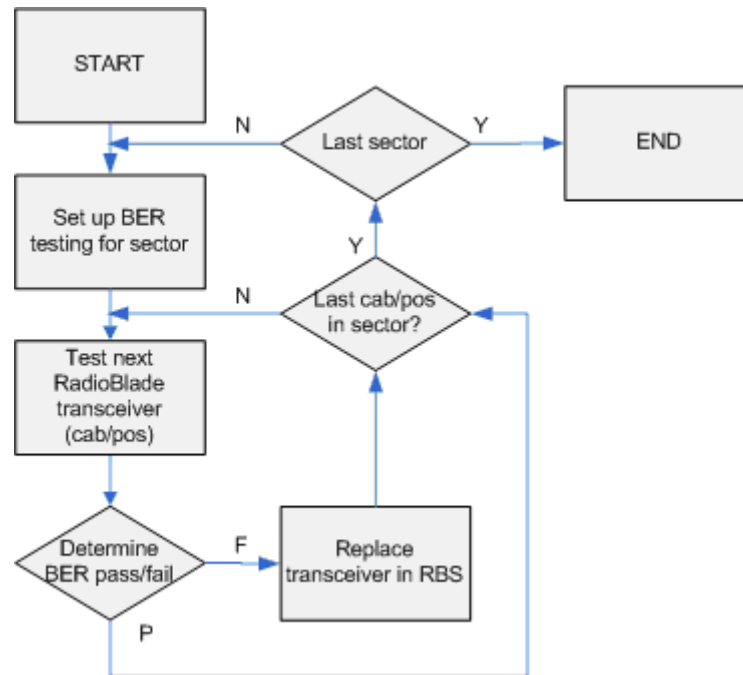 START
N
Last sector
Y
END
Set up BER
testing for sector
Y
N
Last cab/pos
in sector?
Test next
RadioBlade
transceiver
(cab/pos)
Determine
BER pass/fail
F
Replace
transceiver in RBS
P